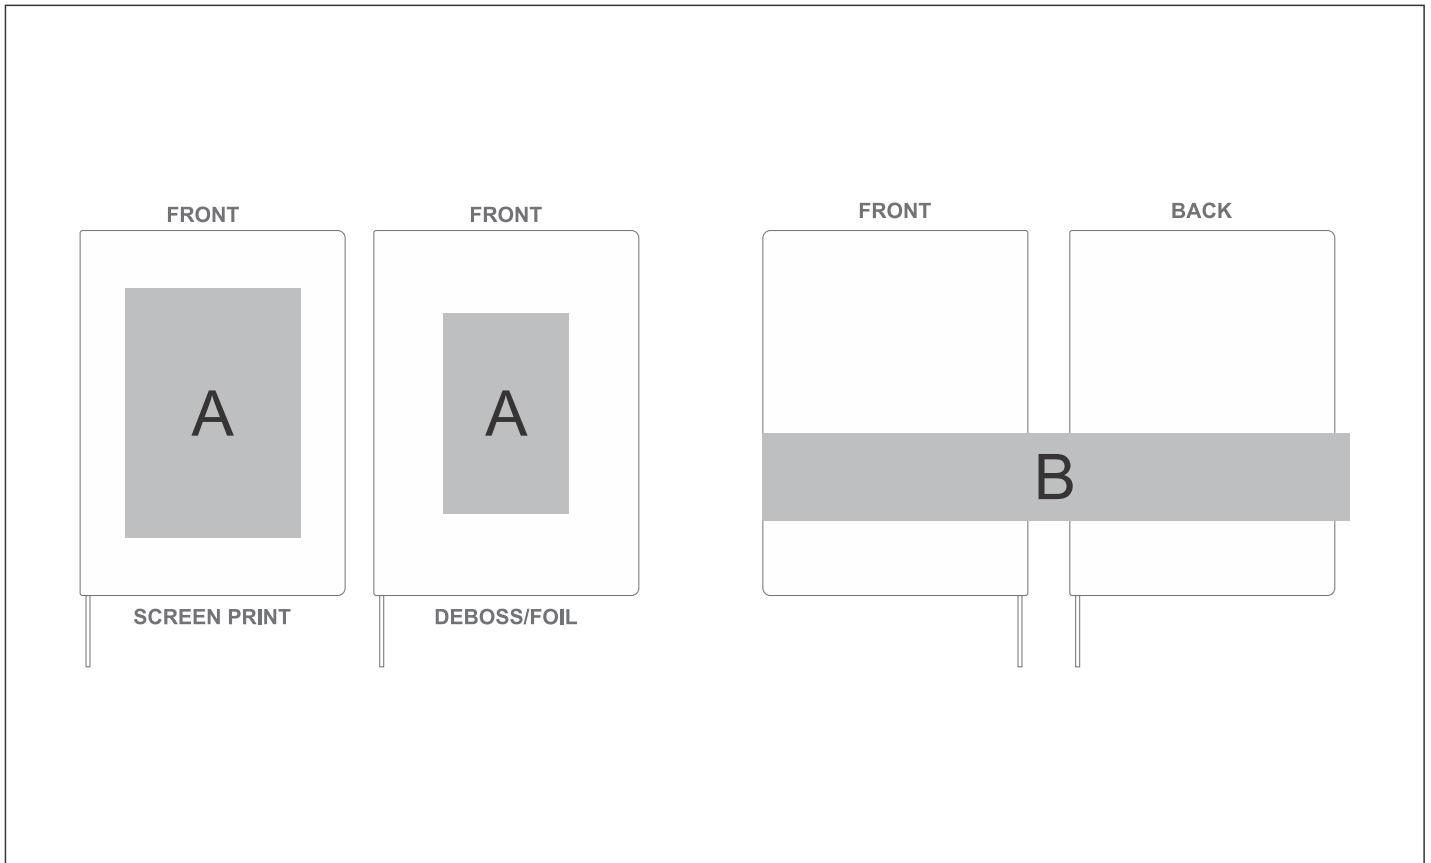 FRONT
FRONT
FRONT
BACK
A
A
B
SCREEN PRINT
DEBOSS/FOIL